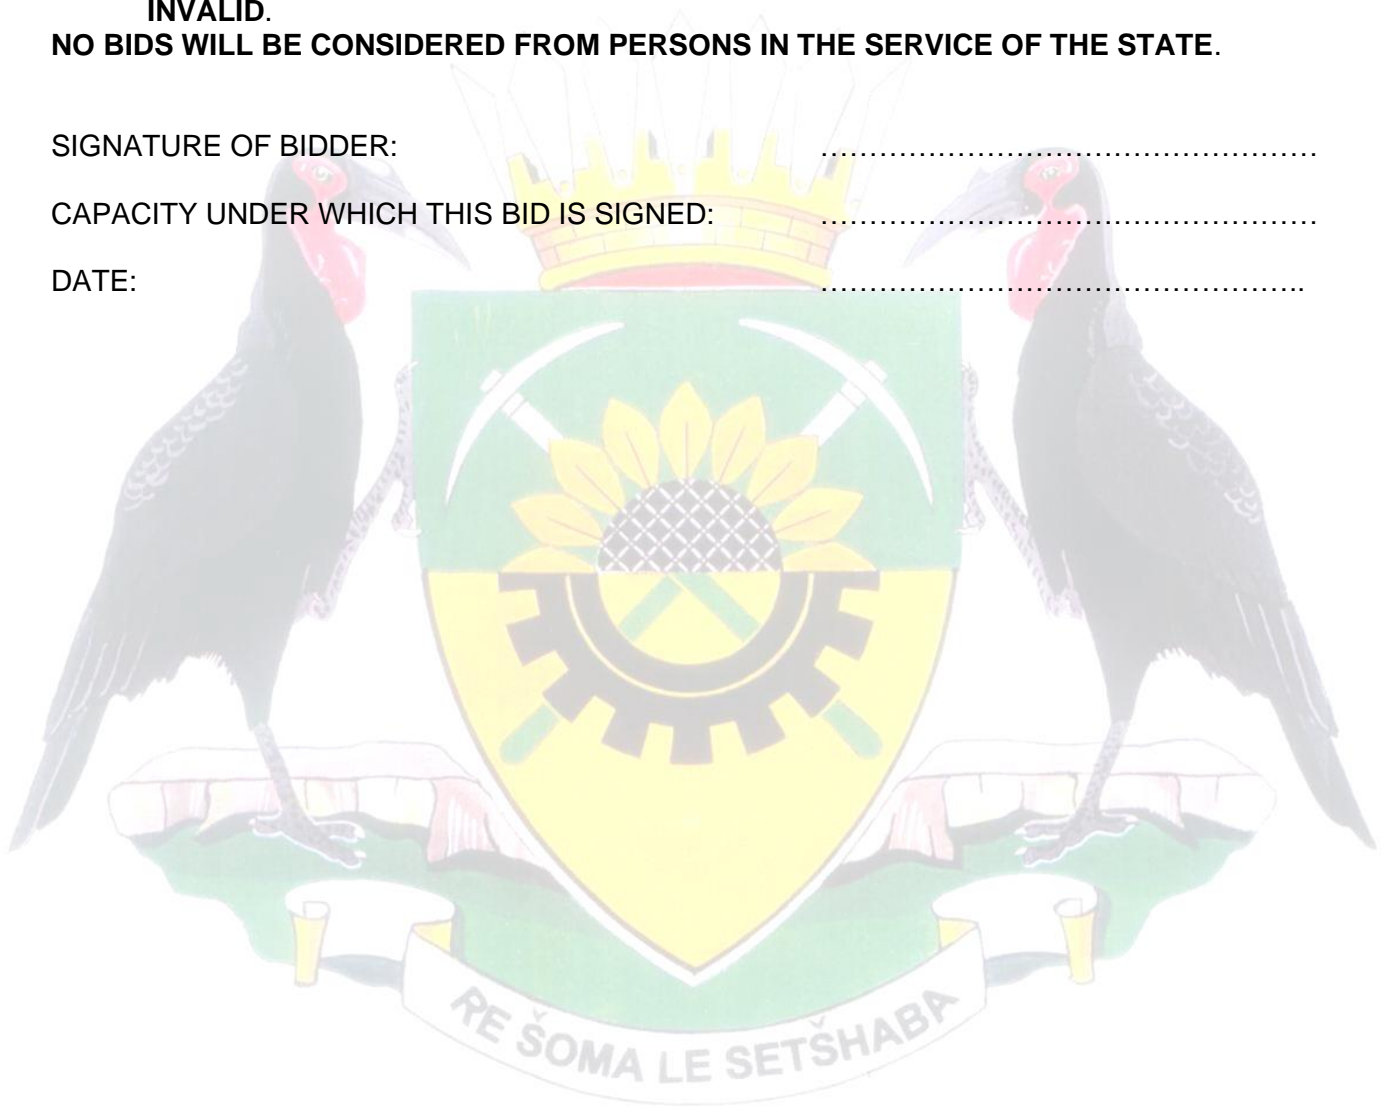 INVALID.
NO BIDS WILL BE CONSIDERED FROM PERSONS IN THE SERVICE OF THE STATE.
SIGNATURE OF BIDDER: ……………………………………………………
CAPACITY UNDER WHICH THIS BID IS SIGNED: ……………………………………………………
DATE: …………………………………………………..
RE ŠOMA LE SETŠHABA